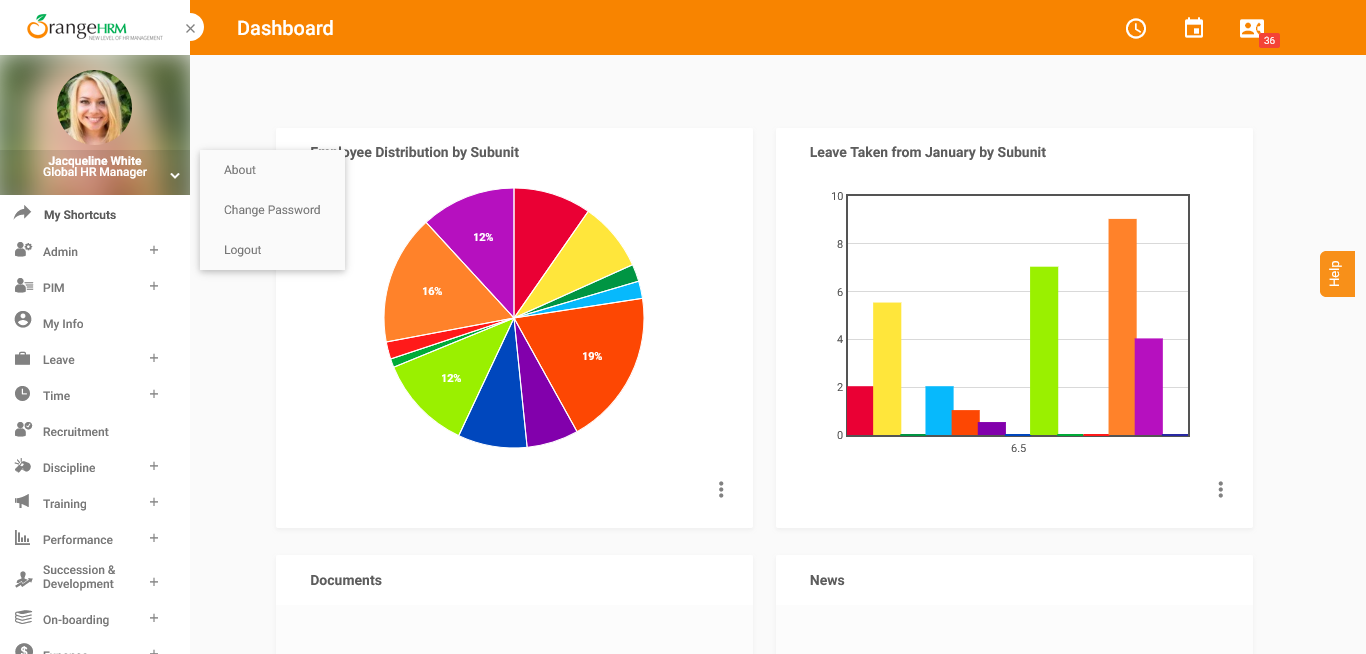 OrangeHRM
NEW LEVEL OF HR MANAGEMENT
Dashboard
36
Jacqueline White
Global HR Manager
My Shortcuts
Admin
PIM
My Info
Leave
Time
Recruitment
Discipline
Training
Performance
Succession &
Development
On-boarding
About
Change Password
Logout
Distribution by Subunit
12%
16%
19%
12%
Leave Taken from January by Subunit
10
8
6
4
2
0
6.5
Help
Documents
News